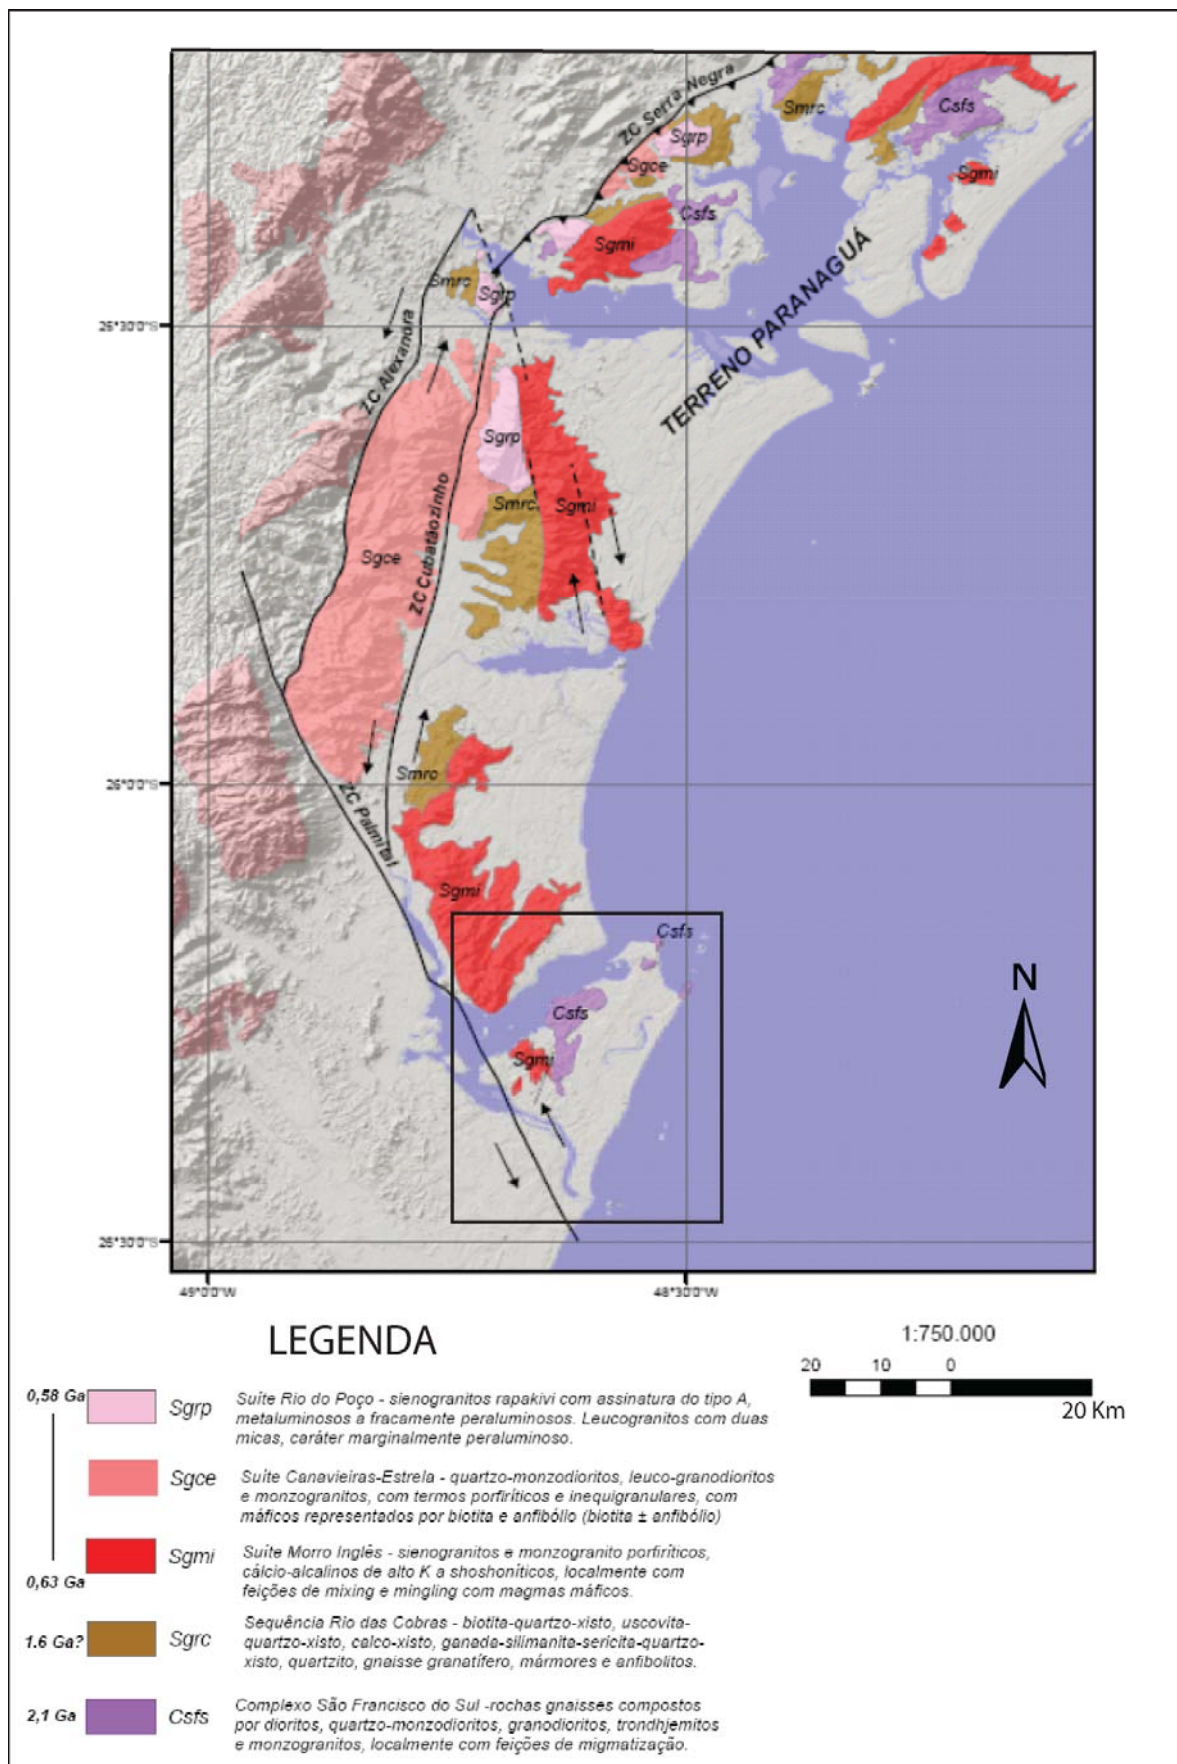 ZC Serra Negra
Smrc
Csfs
Sgrp
Sgce
Sgmi
Csfs
Sgmi
TERRENO PARANAGUÁ
Smrc
Sgrp
25°30'0"S
ZC Alexandra
Sgrp
Smrc
Sgmi
Sgce
ZC Cubatãozinho
Smrc
26°0'0"S
ZC Palmital
Sgmi
Csfs
N
Csfs
Sgmi
26°30'0"S
49°0'0"W
48°30'0"W
LEGENDA
1:750.000
20 10 0
20 Km
0,58 Ga
Sgrp
Suíte Rio do Poço - sienogranitos rapakivi com assinatura do tipo A,
metaluminosos a fracamente peraluminosos. Leucogranitos com duas
micas, caráter marginalmente peraluminoso.
Sgce
Suíte Canavieiras-Estrela - quartzo-monzodioritos, leuco-granodioritos
e monzogranitos, com termos porfiríticos e inequigranulares, com
máficos representados por biotita e anfibólio (biotita ± anfibólio)
Sgmi
Suíte Morro Inglês - sienogranitos e monzogranito porfiríticos,
cálcio-alcalinos de alto K a shoshoníticos, localmente com
feições de mixing e mingling com magmas máficos.
0,63 Ga
1.6 Ga?
Sgrc
Sequência Rio das Cobras - biotita-quartzo-xisto, uscovita-
quartzo-xisto, calco-xisto, ganada-silimanita-sericita-quartzo-
xisto, quartzito, gnaisse granatífero, mármores e anfibolitos.
2,1 Ga
Csfs
Complexo São Francisco do Sul -rochas gnaisses compostos
por dioritos, quartzo-monzodioritos, granodioritos, trondhjemitos
e monzogranitos, localmente com feições de migmatização.